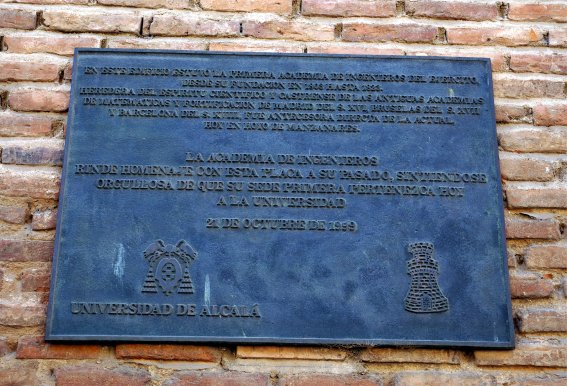 EN ESTE EDIFICIO ESTUVO LA PRIMERA ACADEMIA DE INGENIEROS DEL EJERCITO,
DESDE SU FUNDACION EN 1803 HASTA 1823.
HEREDERA DEL ESPIRITU CIENTIFICO Y CASTRENSE DE LAS ANTIGUAS ACADEMIAS
DE MATEMATICAS Y FORTIFICACION DE MADRID DEL S. XVI, BRUSELAS DEL S. XVII
Y BARCELONA DEL S. XVIII, FUE ANTECESORA DIRECTA DE LA ACTUAL,
HOY EN HOYO DE MANZANARES.
LA ACADEMIA DE INGENIEROS
RINDE HOMENAJE CON ESTA PLACA A SU PASADO, SINTIENDOSE
ORGULLOSA DE QUE SU SEDE PRIMERA PERTENEZCA HOY
A LA UNIVERSIDAD
21 DE OCTUBRE DE 1999
UNIVERSIDAD DE ALCALÁ